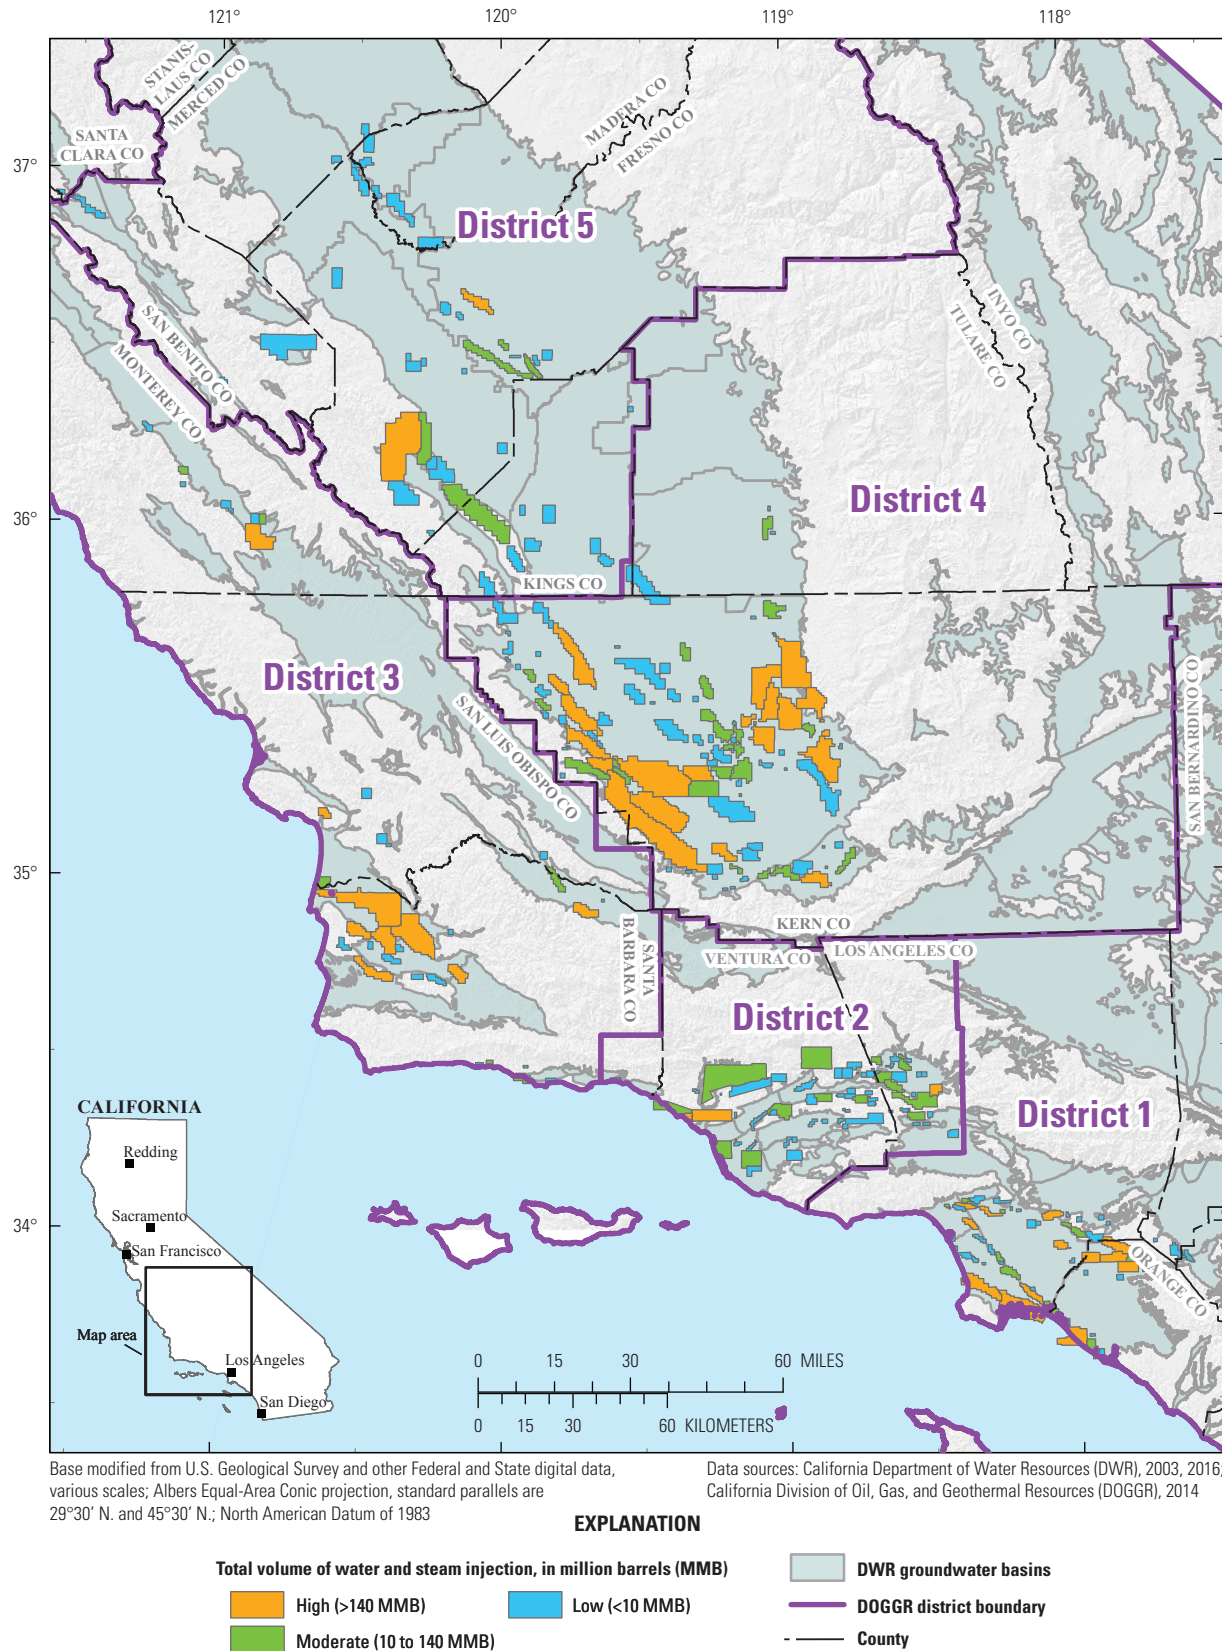 121°
120°
119°
118°
STANIS-
LAUS CO
MERCED CO
MADERA CO
FRESNO CO
SANTA
CLARA CO
37°
District 5
SAN BENITO CO
MONTEREY CO
INYO CO
TULARE CO
District 4
36°
KINGS CO
District 3
SAN LUIS OBISPO CO
SAN BERNARDINO CO
35°
KERN CO
SANTA
BARBARA CO
VENTURA CO
LOS ANGELES CO
District 2
District 1
34°
ORANGE CO
CALIFORNIA
Redding
Sacramento
San Francisco
Map area
Los Angeles
San Diego
0 15 30 60 MILES
0 15 30 60 KILOMETERS
Base modified from U.S. Geological Survey and other Federal and State digital data,
various scales; Albers Equal-Area Conic projection, standard parallels are
29°30’ N. and 45°30’ N.; North American Datum of 1983
Data sources: California Department of Water Resources (DWR), 2003, 2016;
California Division of Oil, Gas, and Geothermal Resources (DOGGR), 2014
EXPLANATION
Total volume of water and steam injection, in million barrels (MMB)
High (>140 MMB)
Low (<10 MMB)
Moderate (10 to 140 MMB)
DWR groundwater basins
DOGGR district boundary
County